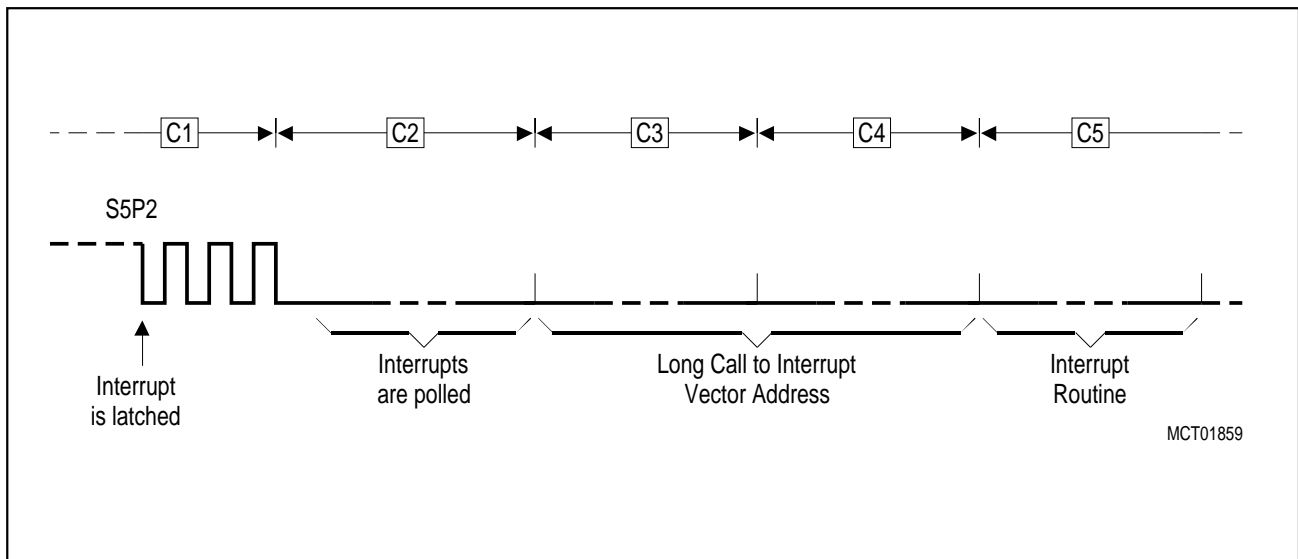 C1 C2 C3 C4 C5
S5P2
Interrupt
is latched
Interrupts
are polled
Long Call to Interrupt
Vector Address
Interrupt
Routine
MCT01859